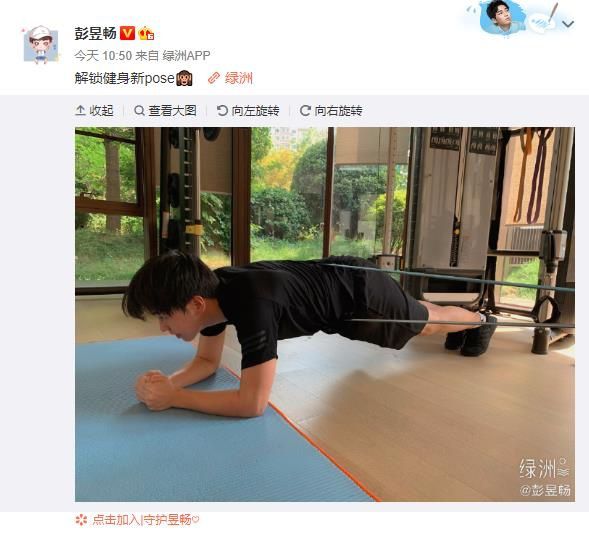 彭昱畅
今天 10:50 来自 绿洲APP
解锁健身新pose 绿洲
收起 查看大图 向左旋转 向右旋转
绿洲
@彭昱畅
点击加入|守护昱畅♡